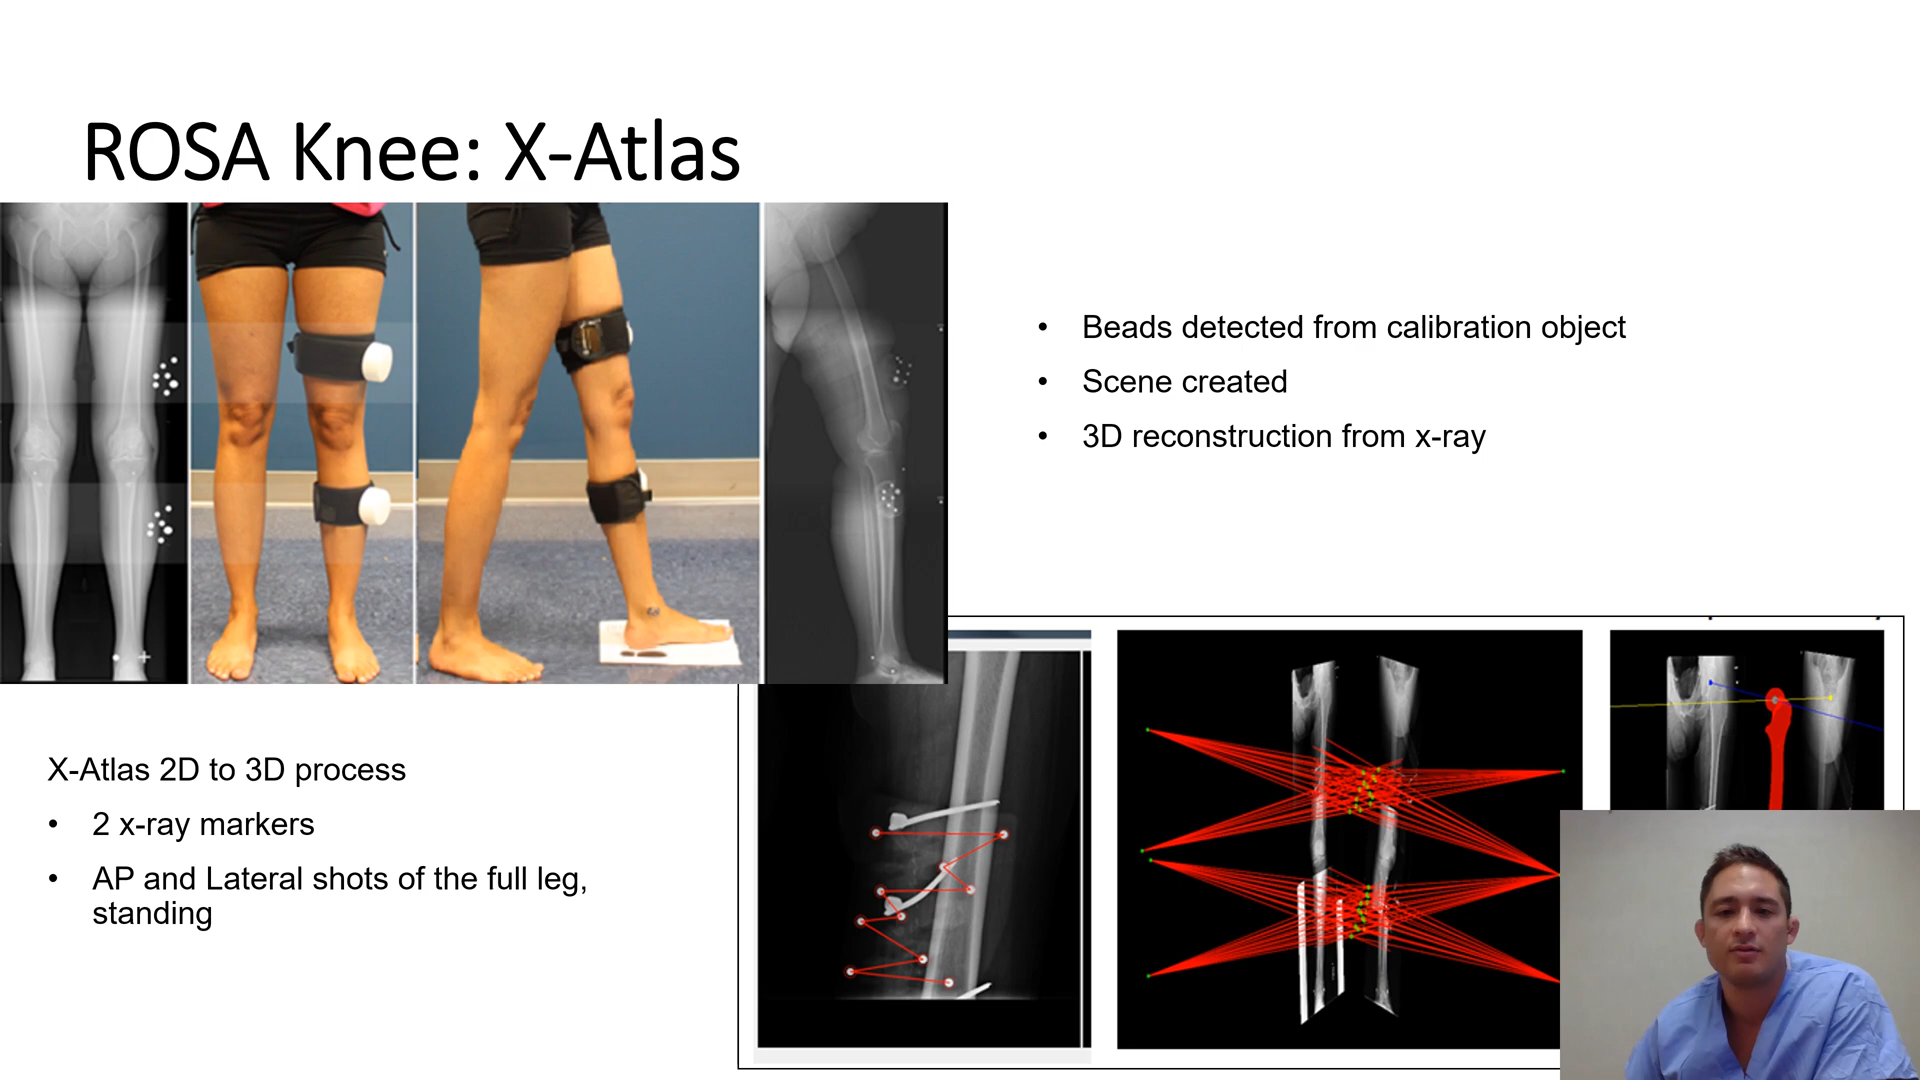 ROSA Knee: X-Atlas
• Beads detected from calibration object
• Scene created
• 3D reconstruction from x-ray
X-Atlas 2D to 3D process
• 2 x-ray markers
• AP and Lateral shots of the full leg,
standing